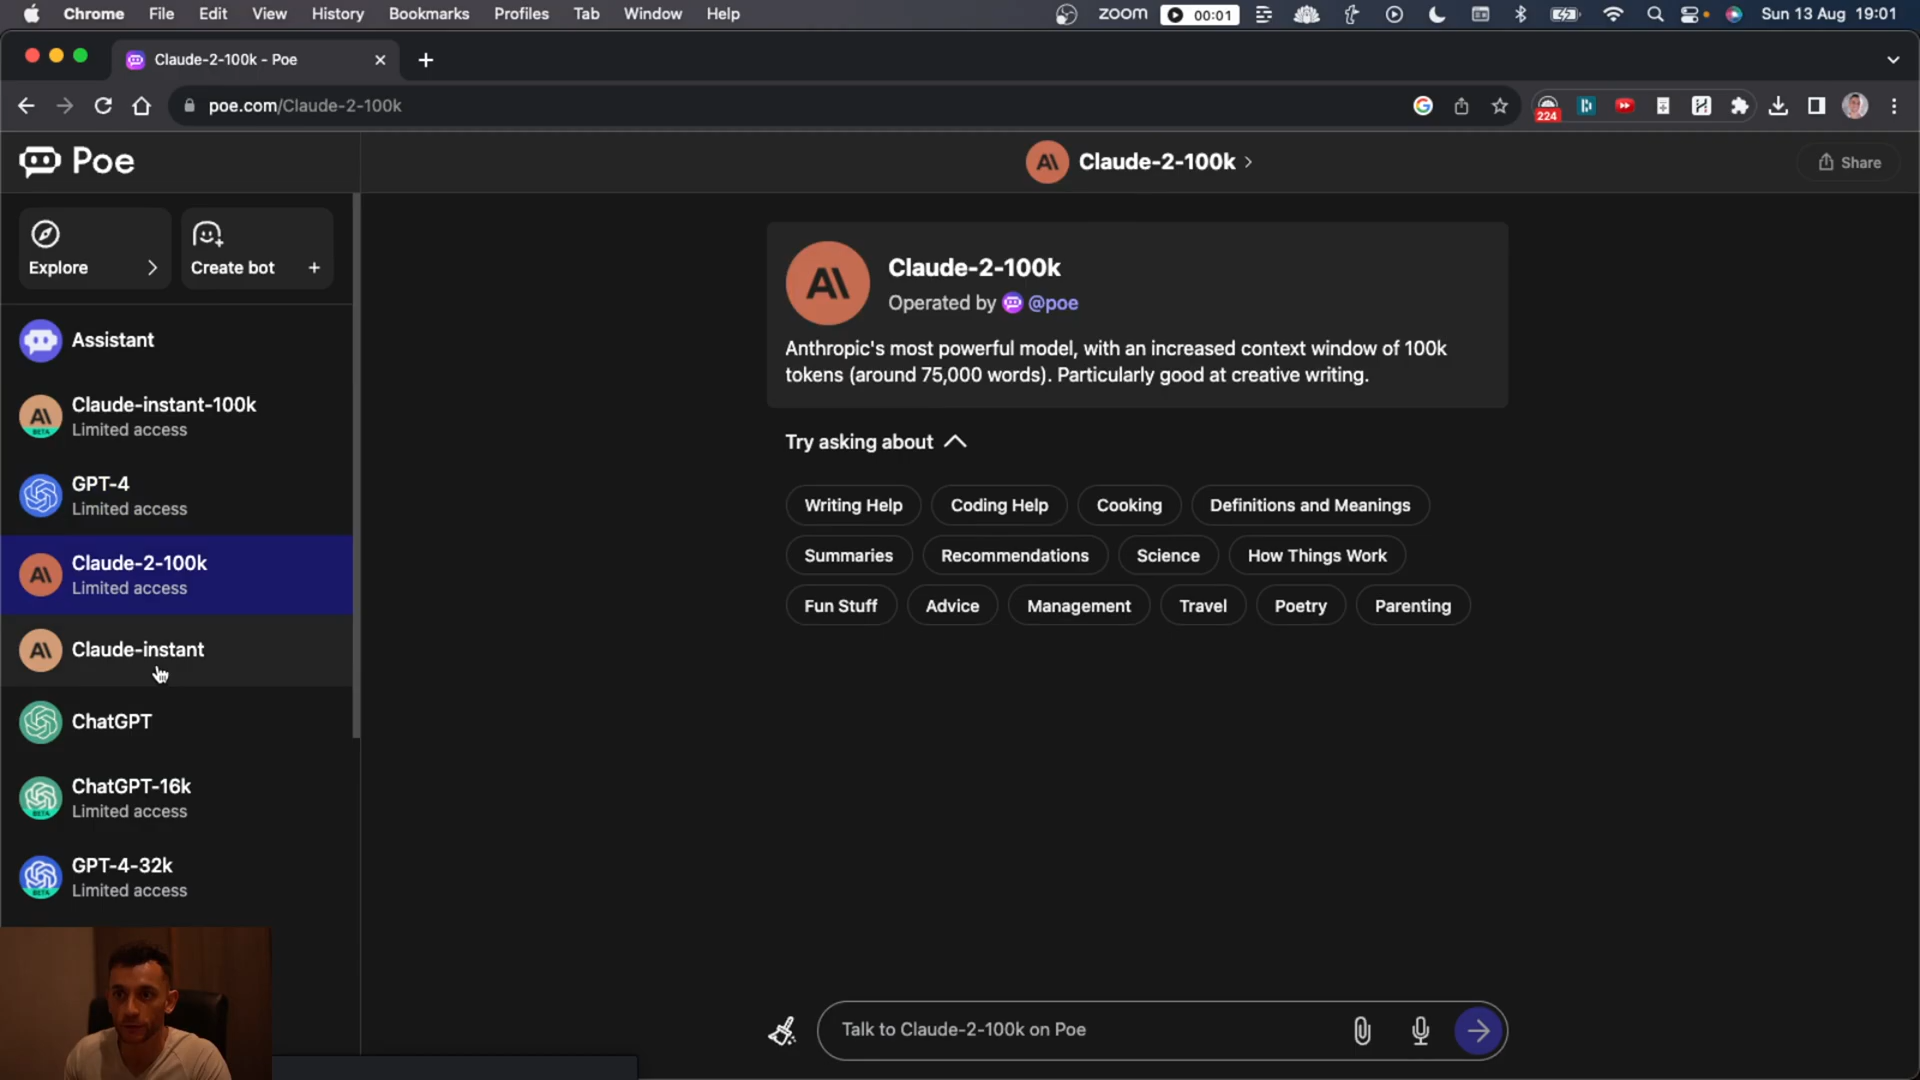 Chrome File Edit View History Bookmarks Profiles Tab Window Help zoom 00:01 Sun 13 Aug 19:01
Claude-2-100k - Poe
poe.com/Claude-2-100k
224
Poe
Claude-2-100k
Share
Explore
Create bot
Claude-2-100k
Operated by @poe
Anthropic's most powerful model, with an increased context window of 100k
tokens (around 75,000 words). Particularly good at creative writing.
Try asking about
Writing Help Coding Help Cooking Definitions and Meanings
Summaries Recommendations Science How Things Work
Fun Stuff Advice Management Travel Poetry Parenting
Assistant
Claude-instant-100k
Limited access
BETA
GPT-4
Limited access
Claude-2-100k
Limited access
Claude-instant
ChatGPT
ChatGPT-16k
Limited access
BETA
GPT-4-32k
Limited access
BETA
Talk to Claude-2-100k on Poe